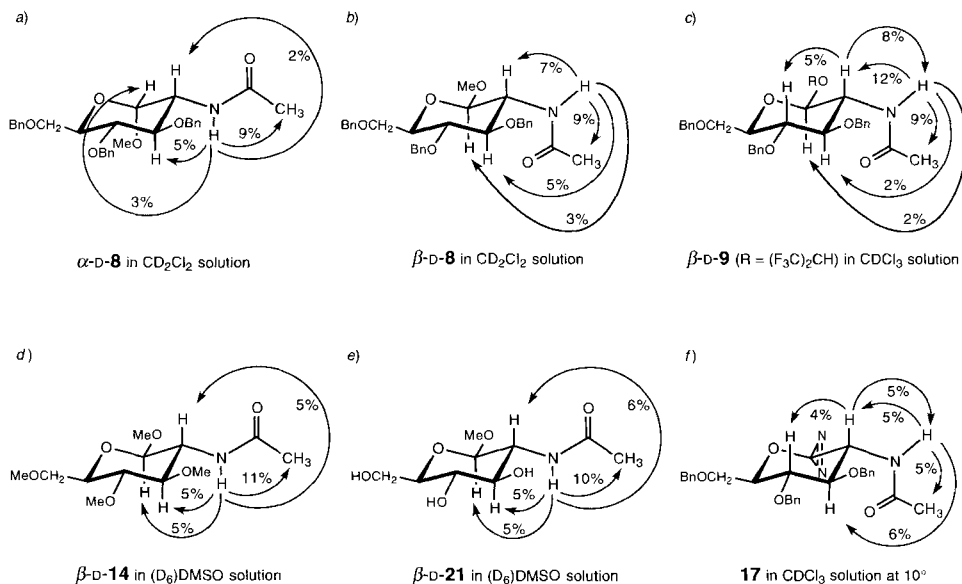 a)
2%
H
O
H
O
N
CH₃
BnOCH₂
MeO
OBn
H
9%
OBn
H
5%
3%
α-D-8 in CD₂Cl₂ solution
b)
7%
H
H
MeO
O
N
BnOCH₂
OBn
9%
BnO
H
H
O
CH₃
5%
3%
β-D-8 in CD₂Cl₂ solution
c)
8%
5%
H
H
RO
12%
H
O
N
BnOCH₂
OBn
9%
BnO
H
H
O
CH₃
2%
2%
β-D-9 (R = (F₃C)₂CH) in CDCl₃ solution
d)
5%
H
O
MeO
O
N
CH₃
MeOCH₂
OMe
11%
MeO
H
H
5%
H
5%
β-D-14 in (D₆)DMSO solution
e)
6%
H
O
MeO
O
N
CH₃
HOCH₂
OH
10%
HO
H
H
5%
H
5%
β-D-21 in (D₆)DMSO solution
f)
5%
4%
H
5%
H
N
H
O
N
N
5%
BnOCH₂
OBn
OBn
H
O
CH₃
6%
17 in CDCl₃ solution at 10°